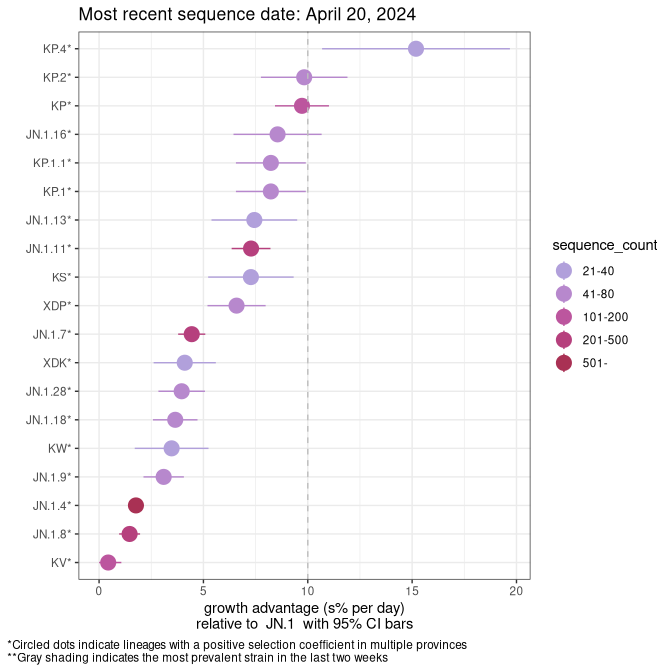 Most recent sequence date: April 20, 2024
KP.4*
KP.2*
KP*
JN.1.16*
KP.1.1*
KP.1*
JN.1.13*
JN.1.11*
KS*
XDP*
JN.1.7*
XDK*
JN.1.28*
JN.1.18*
KW*
JN.1.9*
JN.1.4*
JN.1.8*
KV*
0 5 10 15 20
growth advantage (s% per day)
relative to JN.1 with 95% CI bars
sequence_count
21-40
41-80
101-200
201-500
501-
*Circled dots indicate lineages with a positive selection coefficient in multiple provinces
**Gray shading indicates the most prevalent strain in the last two weeks